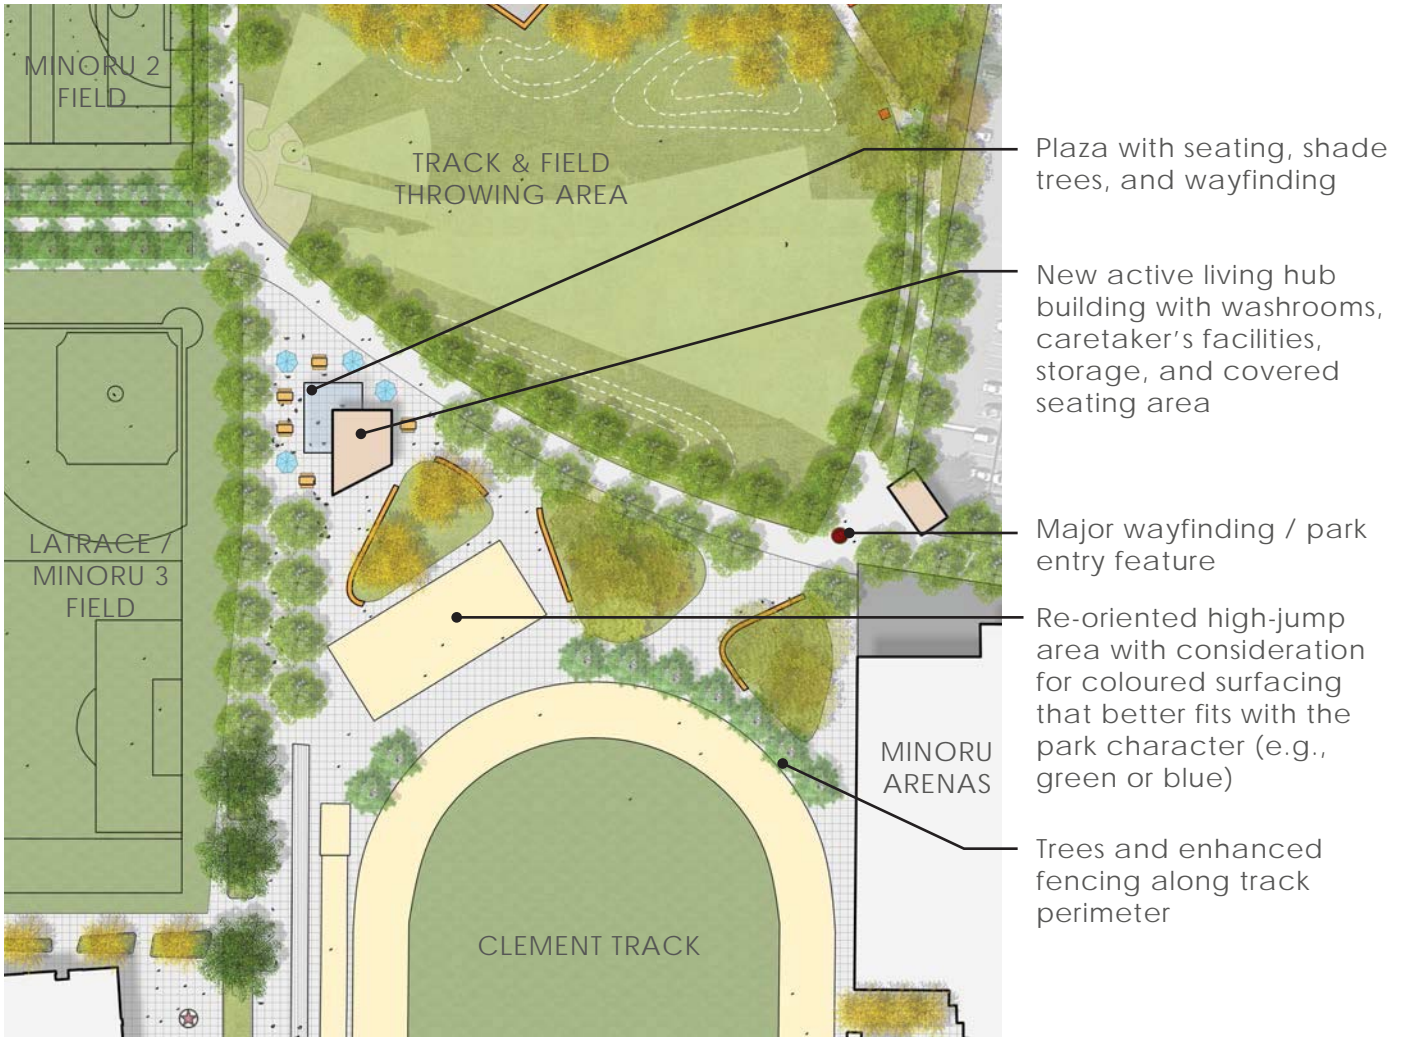 MINORU 2
FIELD
TRACK & FIELD
THROWING AREA
LATRACE /
MINORU 3
FIELD
MINORU
ARENAS
CLEMENT TRACK
Plaza with seating, shade
trees, and wayfinding
New active living hub
building with washrooms,
caretaker’s facilities,
storage, and covered
seating area
Major wayfinding / park
entry feature
Re-oriented high-jump
area with consideration
for coloured surfacing
that better fits with the
park character (e.g.,
green or blue)
Trees and enhanced
fencing along track
perimeter